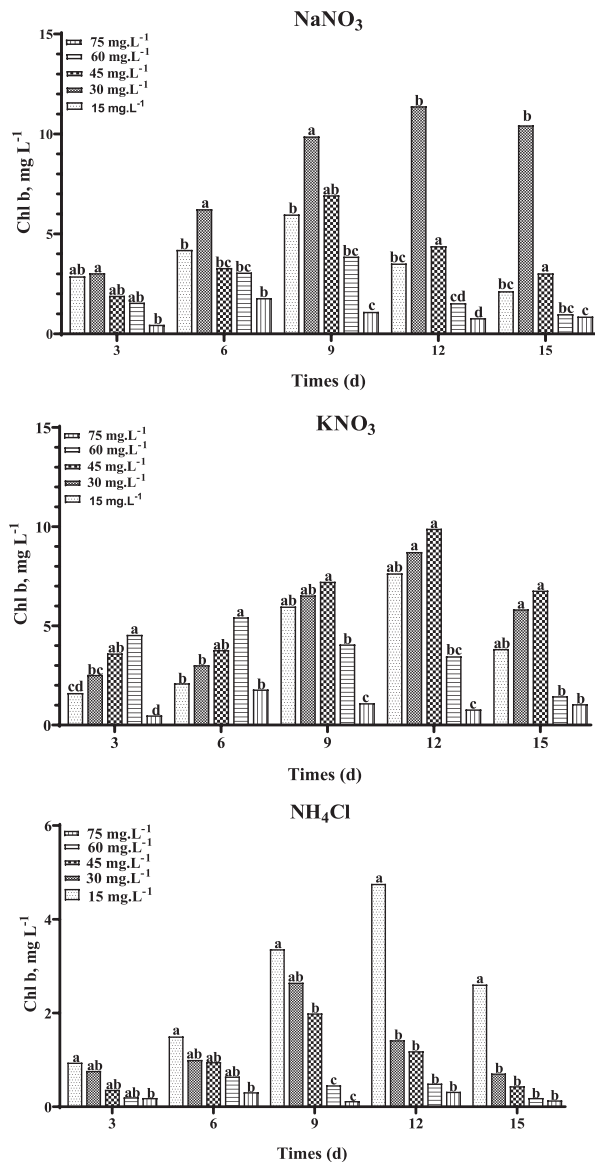 NaNO3
15
75 mg.L-1
60 mg.L-1
45 mg.L-1
30 mg.L-1
15 mg.L-1
10
5
0
Chl b, mg L-1
ab a ab ab b
b a bc bc b
b a ab bc c
bc b a cd d
bc b a bc c
3 6 9 12 15
Times (d)
KNO3
15
75 mg.L-1
60 mg.L-1
45 mg.L-1
30 mg.L-1
15 mg.L-1
10
5
0
Chl b, mg L-1
cd bc ab a d
b b ab a b
ab ab a b c
ab a a bc c
ab a a b b
3 6 9 12 15
Times (d)
NH4Cl
6
75 mg.L-1
60 mg.L-1
45 mg.L-1
30 mg.L-1
15 mg.L-1
4
2
0
Chl b, mg L-1
a ab ab ab b
a ab ab ab b
a ab b c c
a b b b b
a b b b b
3 6 9 12 15
Times (d)